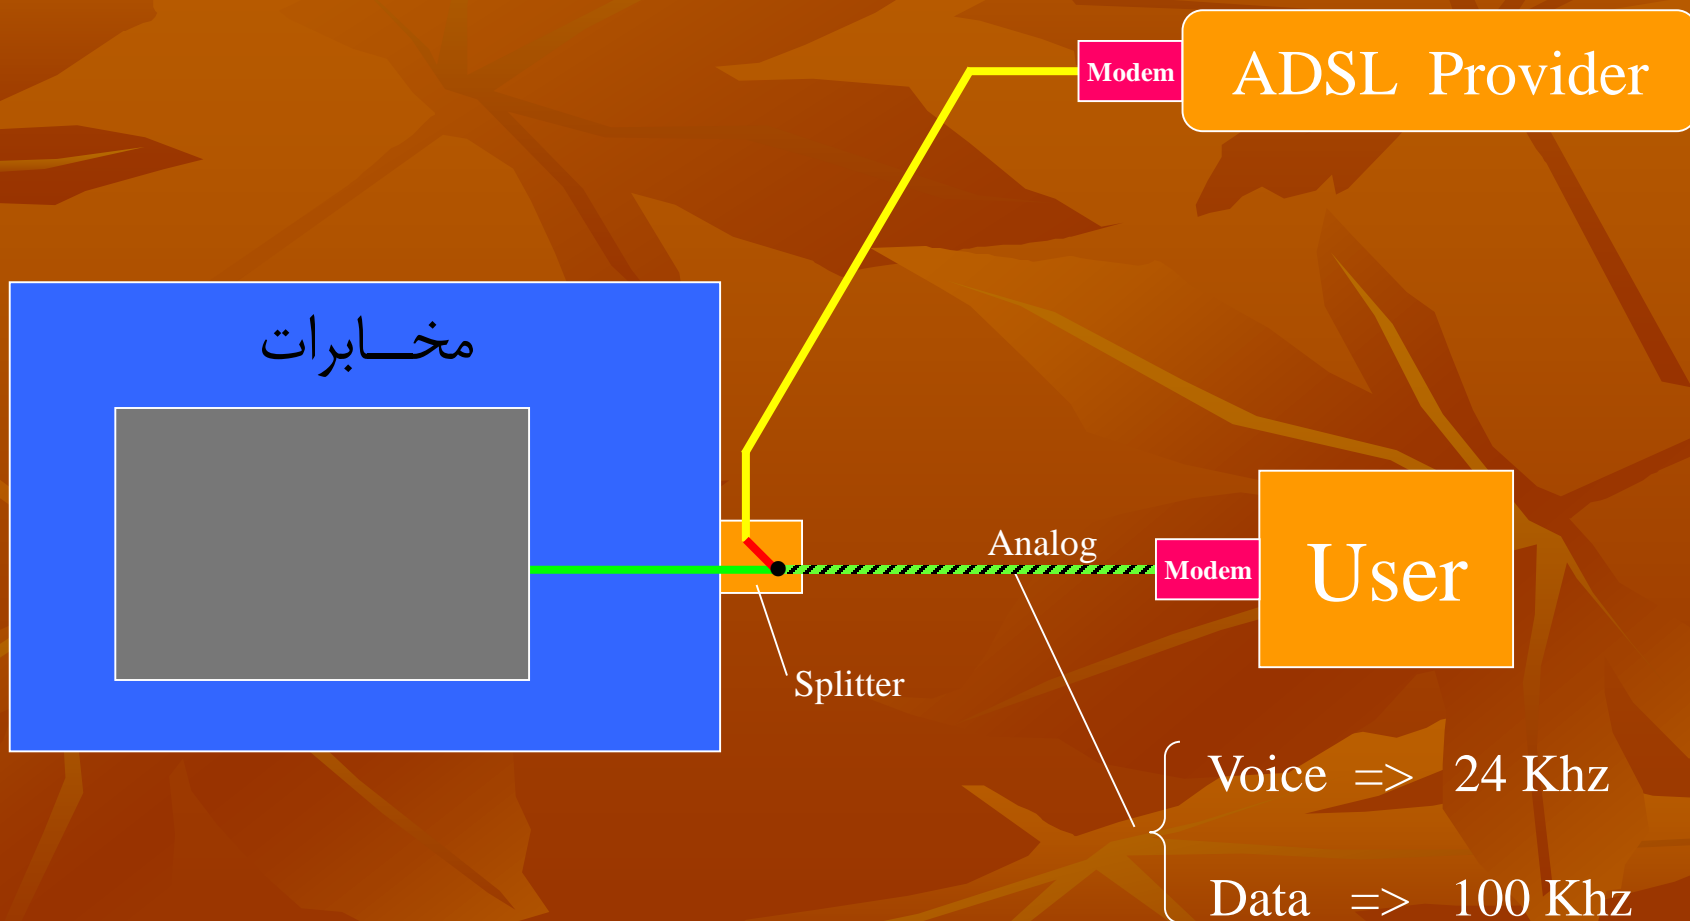 Modem
ADSL Provider
مخـــابرات
Analog
Modem
User
Splitter
Voice => 24 Khz
Data => 100 Khz